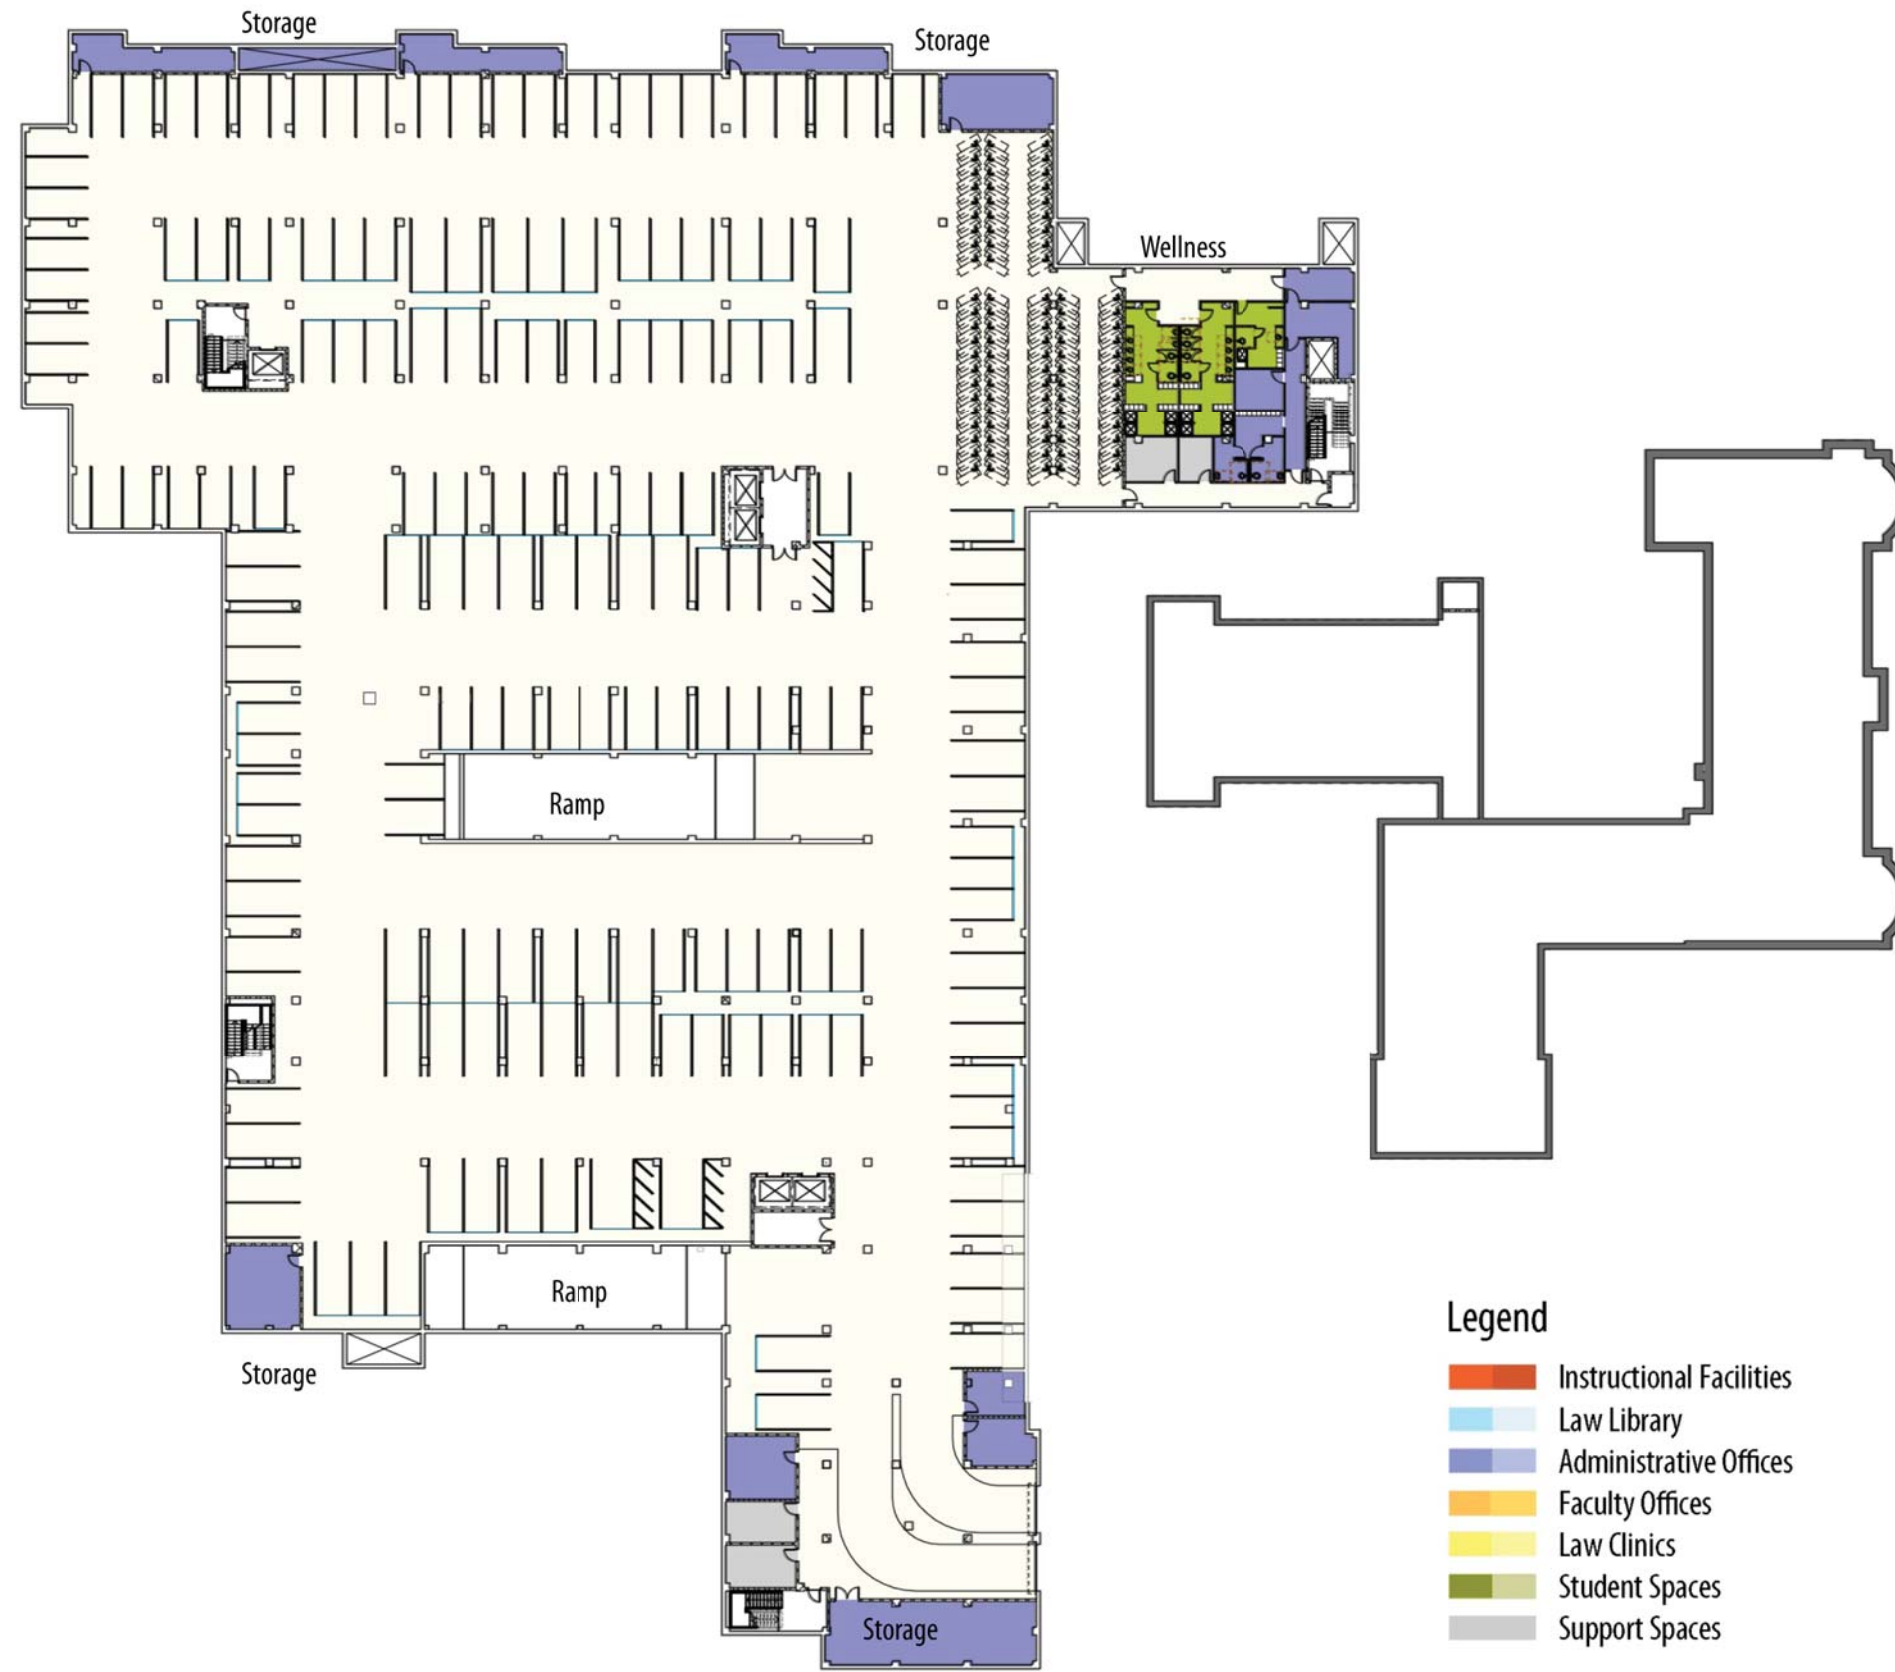 Storage
Storage
Wellness
Ramp
Ramp
Storage
Storage
Legend
Instructional Facilities
Law Library
Administrative Offices
Faculty Offices
Law Clinics
Student Spaces
Support Spaces